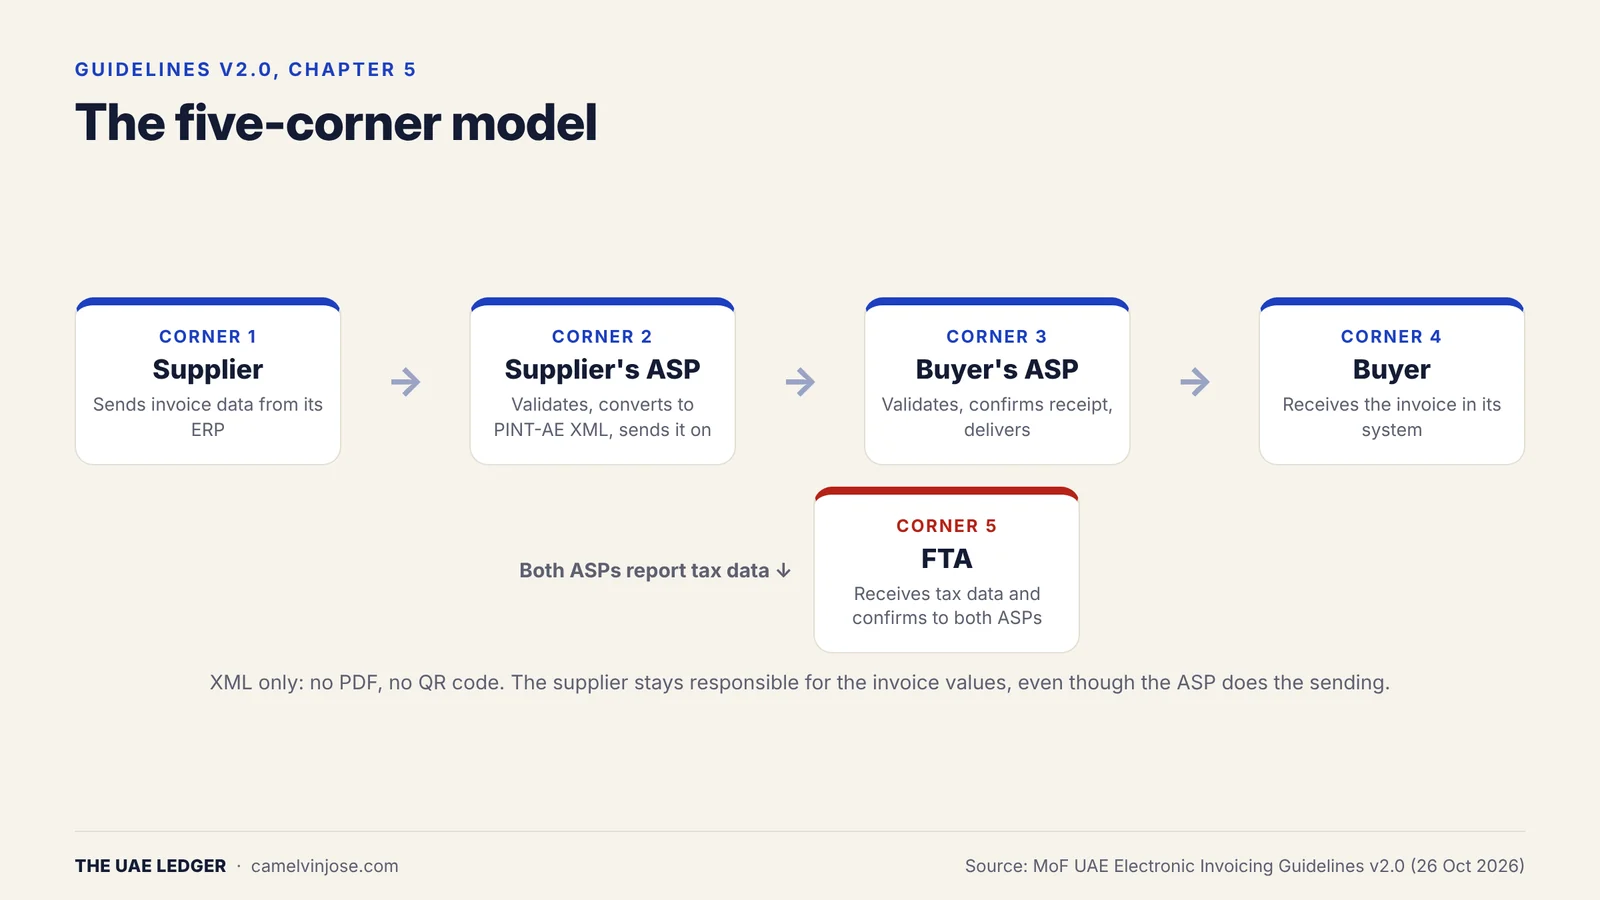 GUIDELINES V2.0, CHAPTER 5
The five-corner model
CORNER 1
Supplier
Sends invoice data from its
ERP
→
CORNER 2
Supplier's ASP
Validates, converts to
PINT-AE XML, sends it on
→
CORNER 3
Buyer's ASP
Validates, confirms receipt,
delivers
→
CORNER 4
Buyer
Receives the invoice in its
system
Both ASPs report tax data ↓
CORNER 5
FTA
Receives tax data and
confirms to both ASPs
XML only: no PDF, no QR code. The supplier stays responsible for the invoice values, even though the ASP does the sending.
THE UAE LEDGER · camelvinjose.com
Source: MoF UAE Electronic Invoicing Guidelines v2.0 (26 Oct 2026)